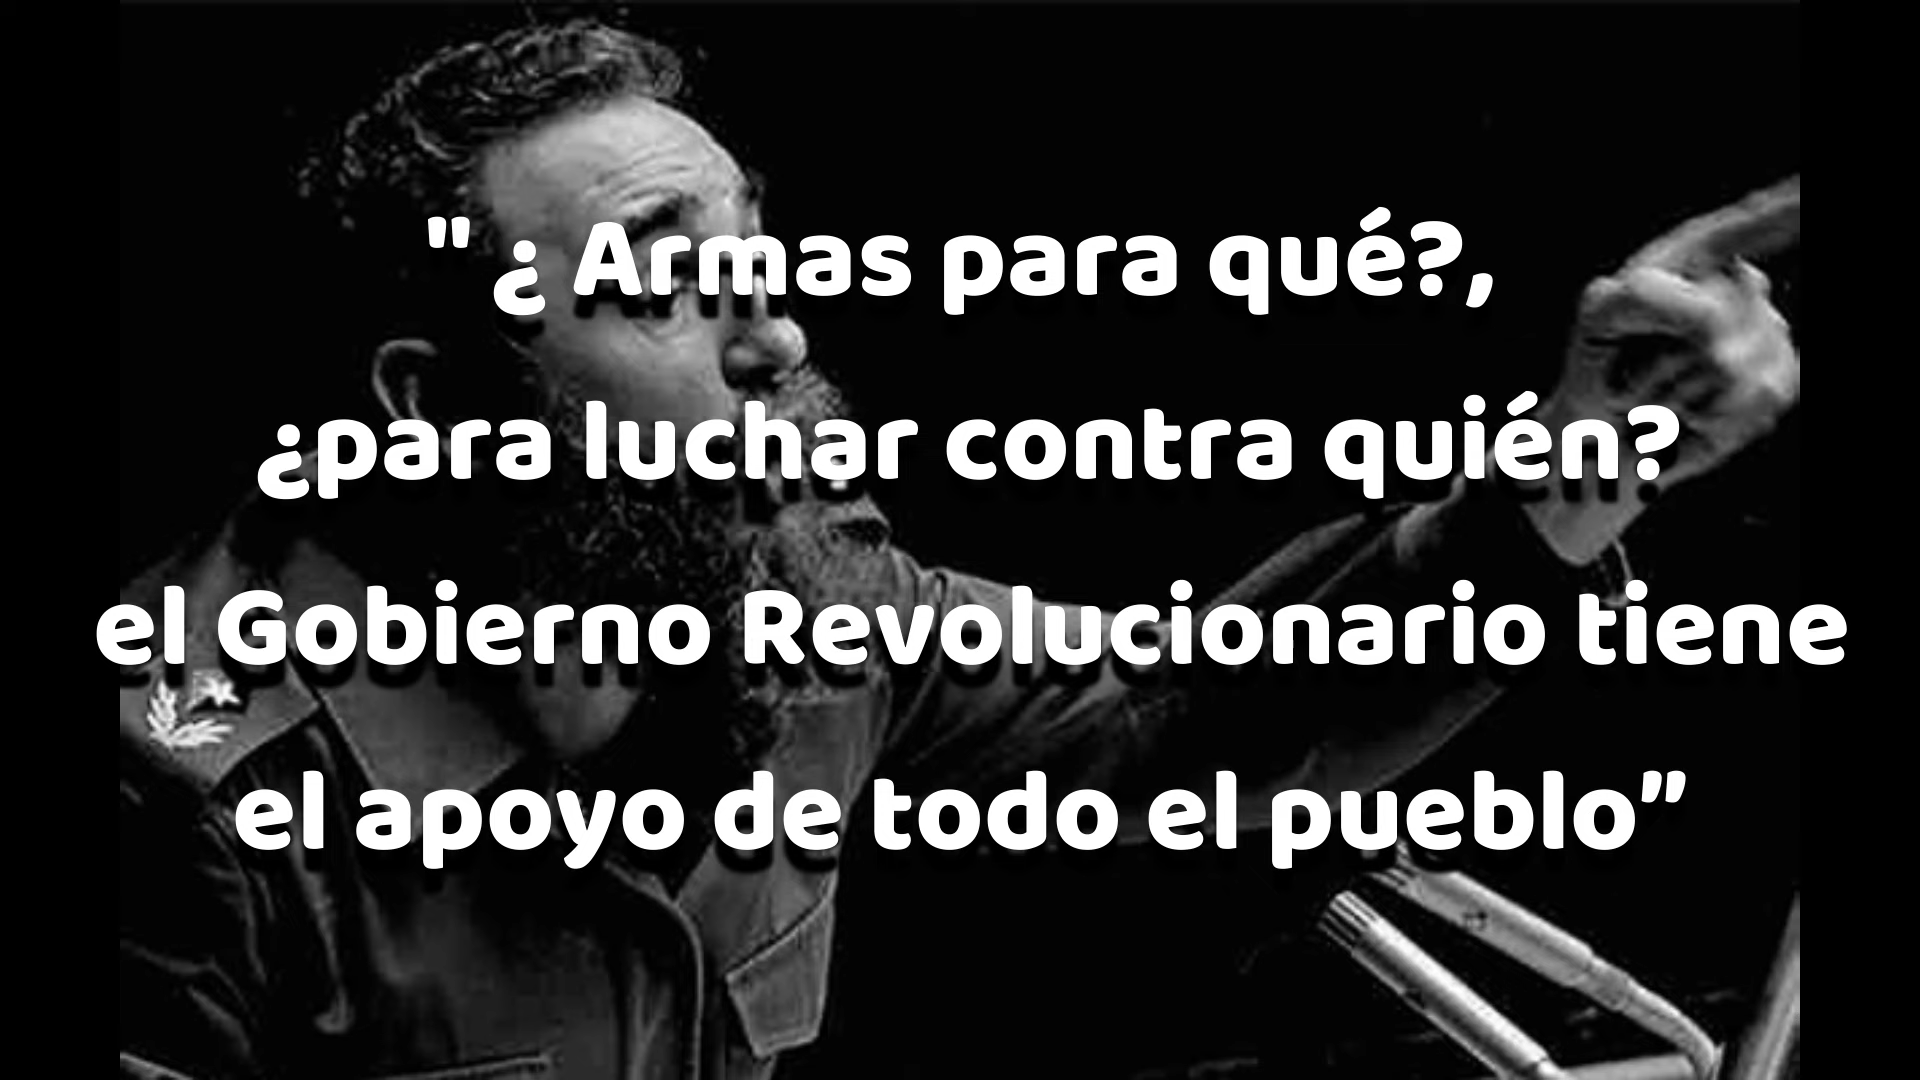 " ¿ Armas para qué?,
¿para luchar contra quién?
el Gobierno Revolucionario tiene
el apoyo de todo el pueblo”